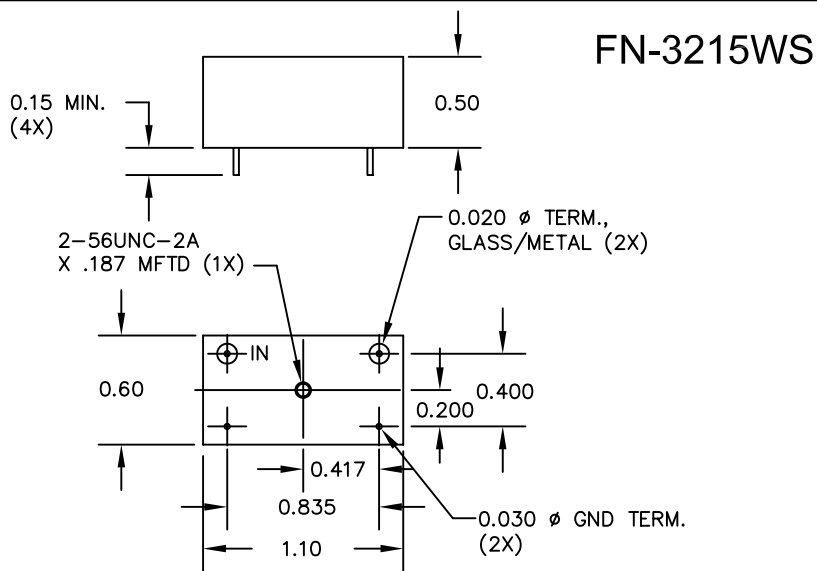 FN-3215WS
0.15 MIN.
(4X)
0.50
2-56UNC-2A
X .187 MFTD (1X)
0.020 ø TERM.,
GLASS/METAL (2X)
IN
0.60
0.400
0.200
0.417
0.835
0.030 ø GND TERM.
(2X)
1.10